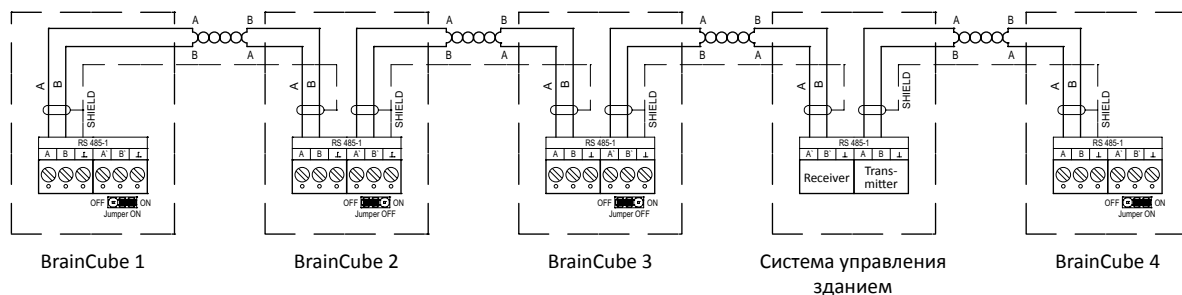 A B A B A B A B
B A B A B A B A
A B SHIELD A B A B SHIELD A B A B SHIELD A B A B SHIELD A B SHIELD
RS 485-1 RS 485-1 RS 485-1 RS 485-1 RS 485-1
A B A` B` A B A` B` A B A` B` A` B` A B A B A` B`
Receiver Trans-
mitter
OFF ON OFF ON OFF ON OFF ON
Jumper ON Jumper OFF Jumper OFF Jumper ON
BrainCube 1 BrainCube 2 BrainCube 3 Система управления BrainCube 4
зданием